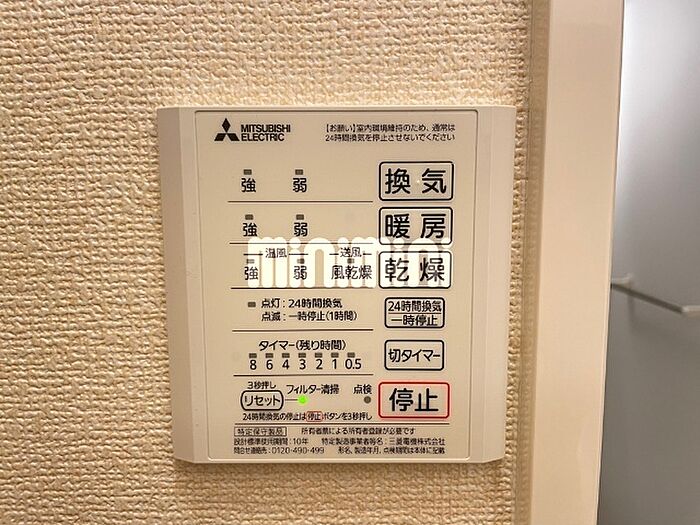 MITSUBISHI
ELECTRIC
【お願い】室内環境維持のため、通常は
24時間換気を停止させないでください
強 弱 換気
強 弱 暖房
minimini
温風 送風
強 弱 風乾燥 乾燥
点灯：24時間換気
点滅：一時停止(1時間)
24時間換気
一時停止
タイマー(残り時間)
8 6 4 3 2 1 0.5
切タイマー
3秒押し
リセット フィルター清掃 点検
停止
24時間換気の停止は停止ボタンを3秒押し
特定保守製品 所有者票による所有者登録が必要です
設計標準使用期間：10年 特定製造事業者等名：三菱電機株式会社
問合せ連絡先：0120-490-499 形名、製造年月、点検期間は本体に記載